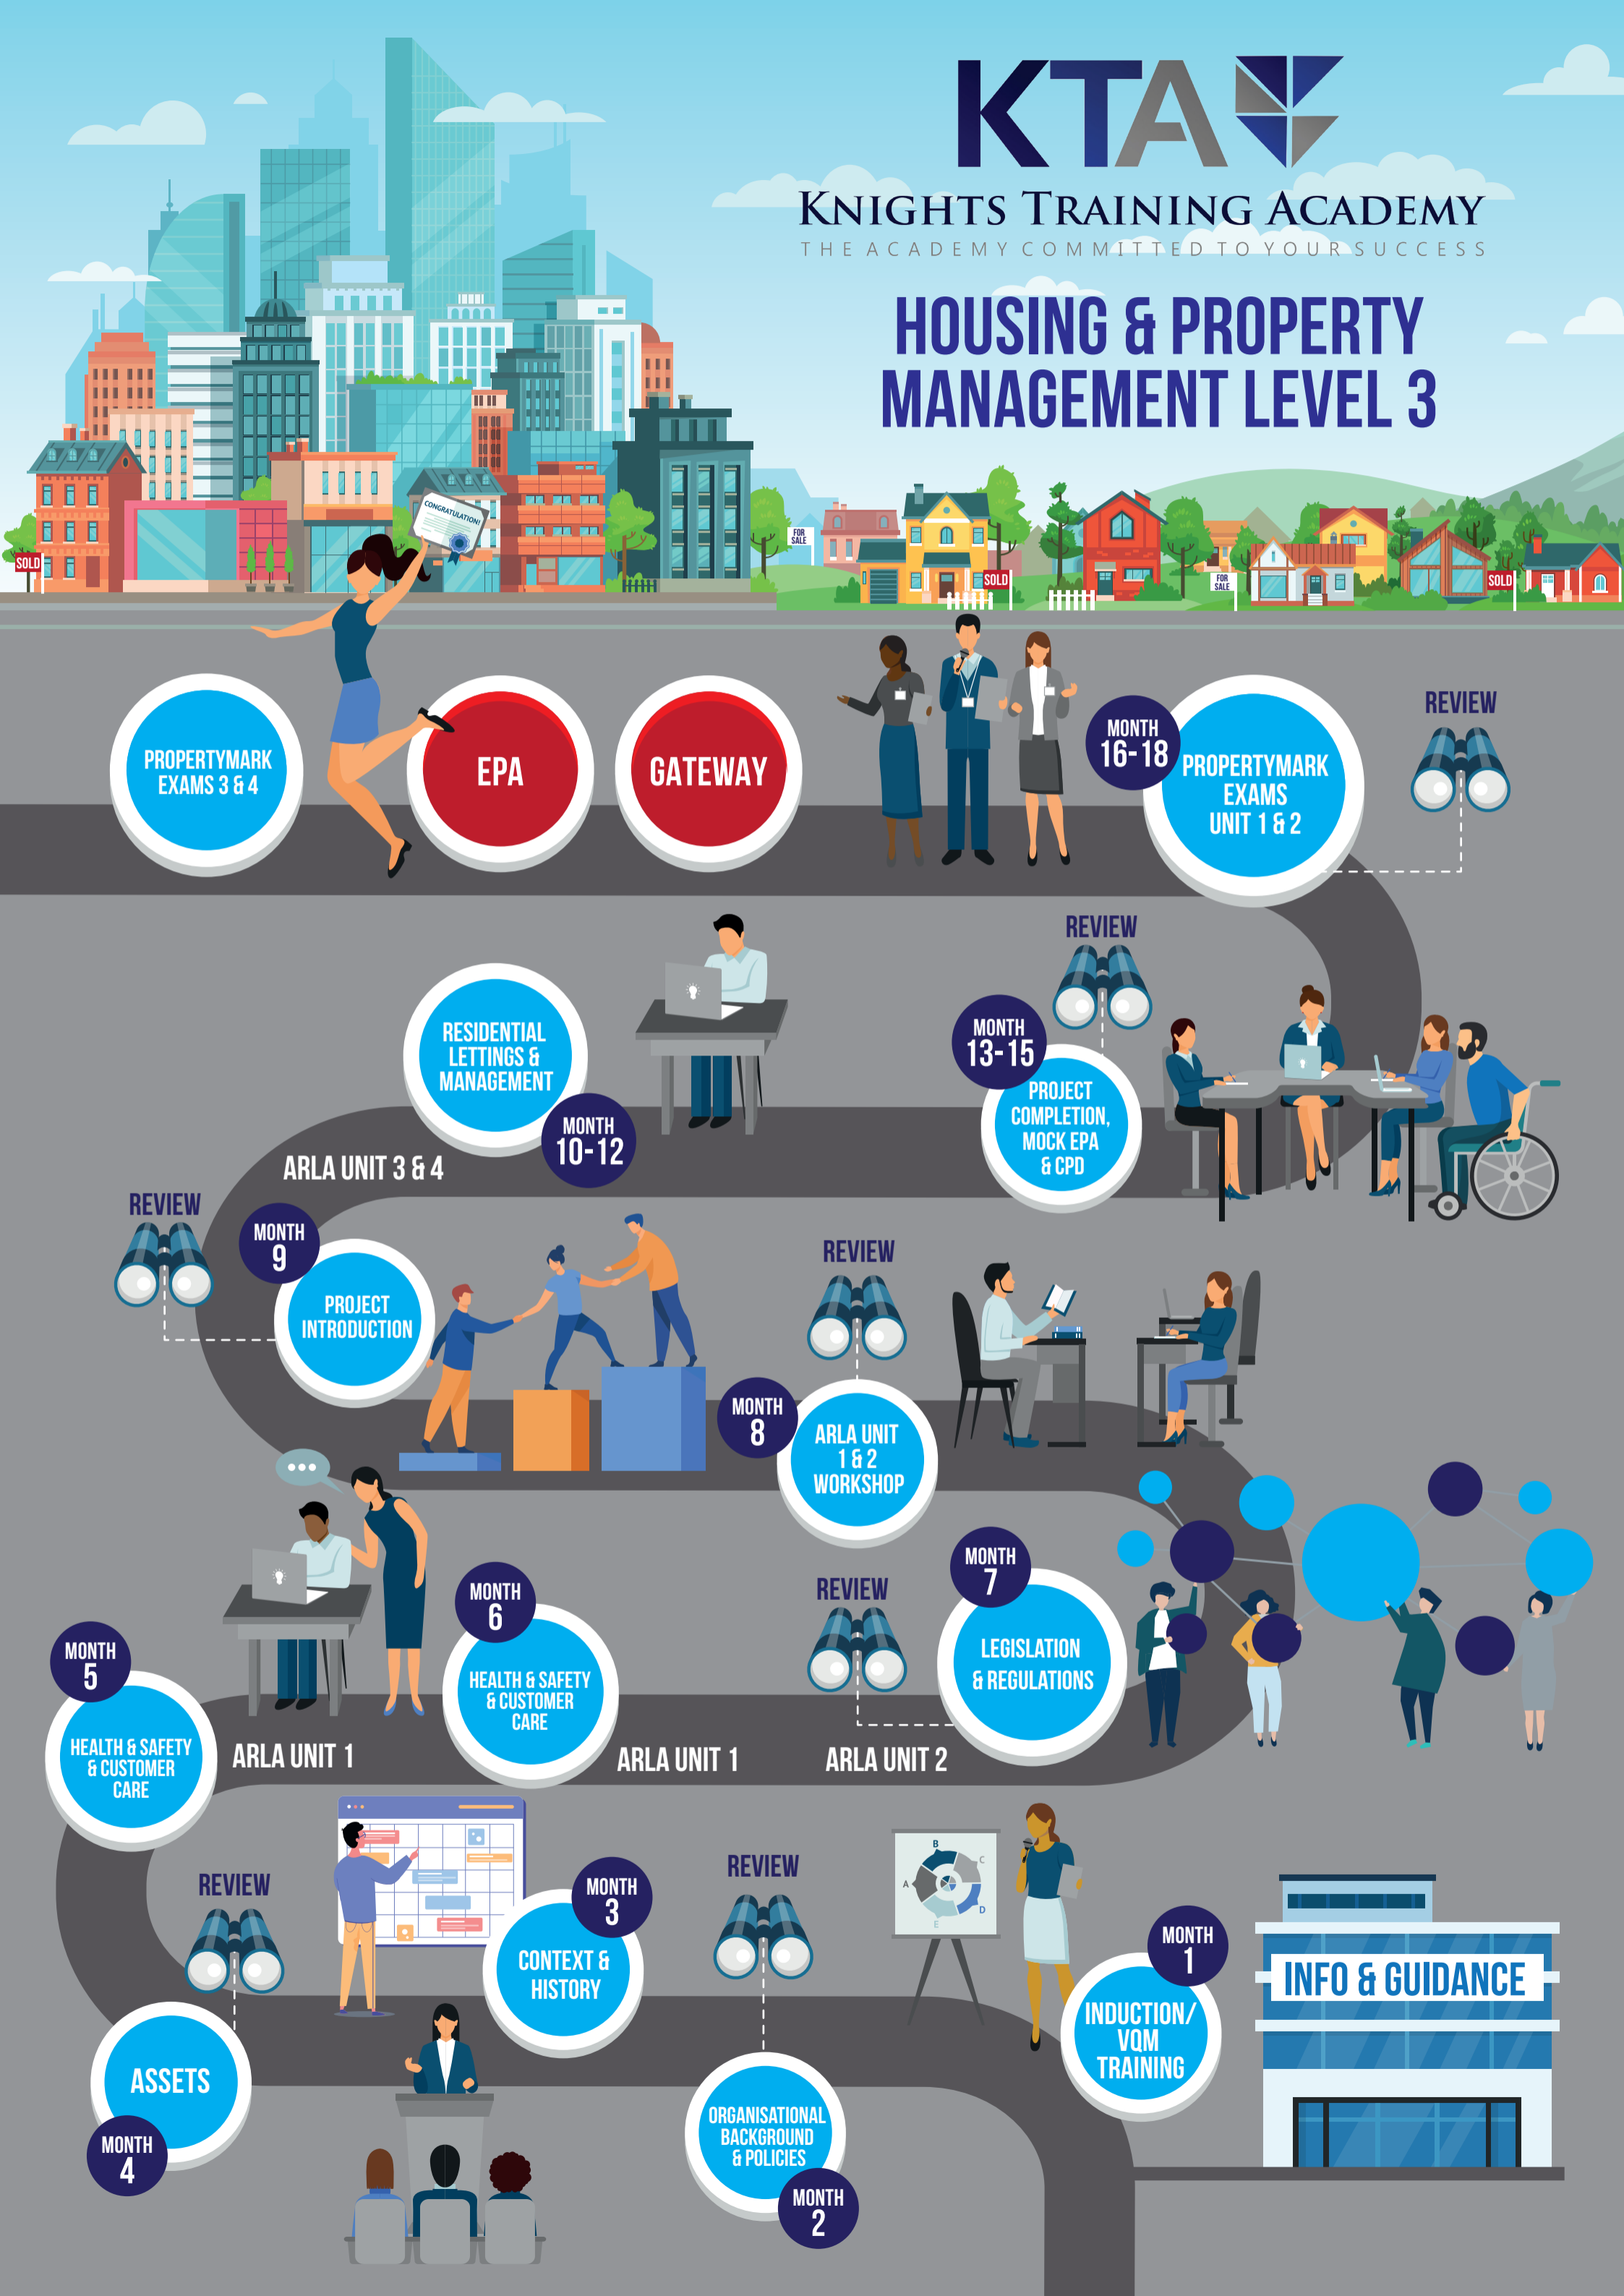 KTA
KNIGHTS TRAINING ACADEMY
THE ACADEMY COMMITTED TO YOUR SUCCESS
HOUSING & PROPERTY
MANAGEMENT LEVEL 3
CONGRATULATION!
SOLD
FOR
SALE
SOLD
FOR
SALE
SOLD
PROPERTYMARK
EXAMS 3 & 4
EPA
GATEWAY
MONTH
16-18
PROPERTYMARK
EXAMS
UNIT 1 & 2
REVIEW
REVIEW
RESIDENTIAL
LETTINGS &
MANAGEMENT
MONTH
10-12
MONTH
13-15
PROJECT
COMPLETION,
MOCK EPA
& CPD
ARLA UNIT 3 & 4
REVIEW
MONTH
9
PROJECT
INTRODUCTION
REVIEW
MONTH
8
ARLA UNIT
1 & 2
WORKSHOP
MONTH
5
HEALTH & SAFETY
& CUSTOMER
CARE
ARLA UNIT 1
MONTH
6
HEALTH & SAFETY
& CUSTOMER
CARE
ARLA UNIT 1
REVIEW
ARLA UNIT 2
MONTH
7
LEGISLATION
& REGULATIONS
REVIEW
MONTH
3
CONTEXT &
HISTORY
REVIEW
A
B
C
D
E
MONTH
1
INDUCTION/
VQM
TRAINING
INFO & GUIDANCE
ASSETS
MONTH
4
ORGANISATIONAL
BACKGROUND
& POLICIES
MONTH
2